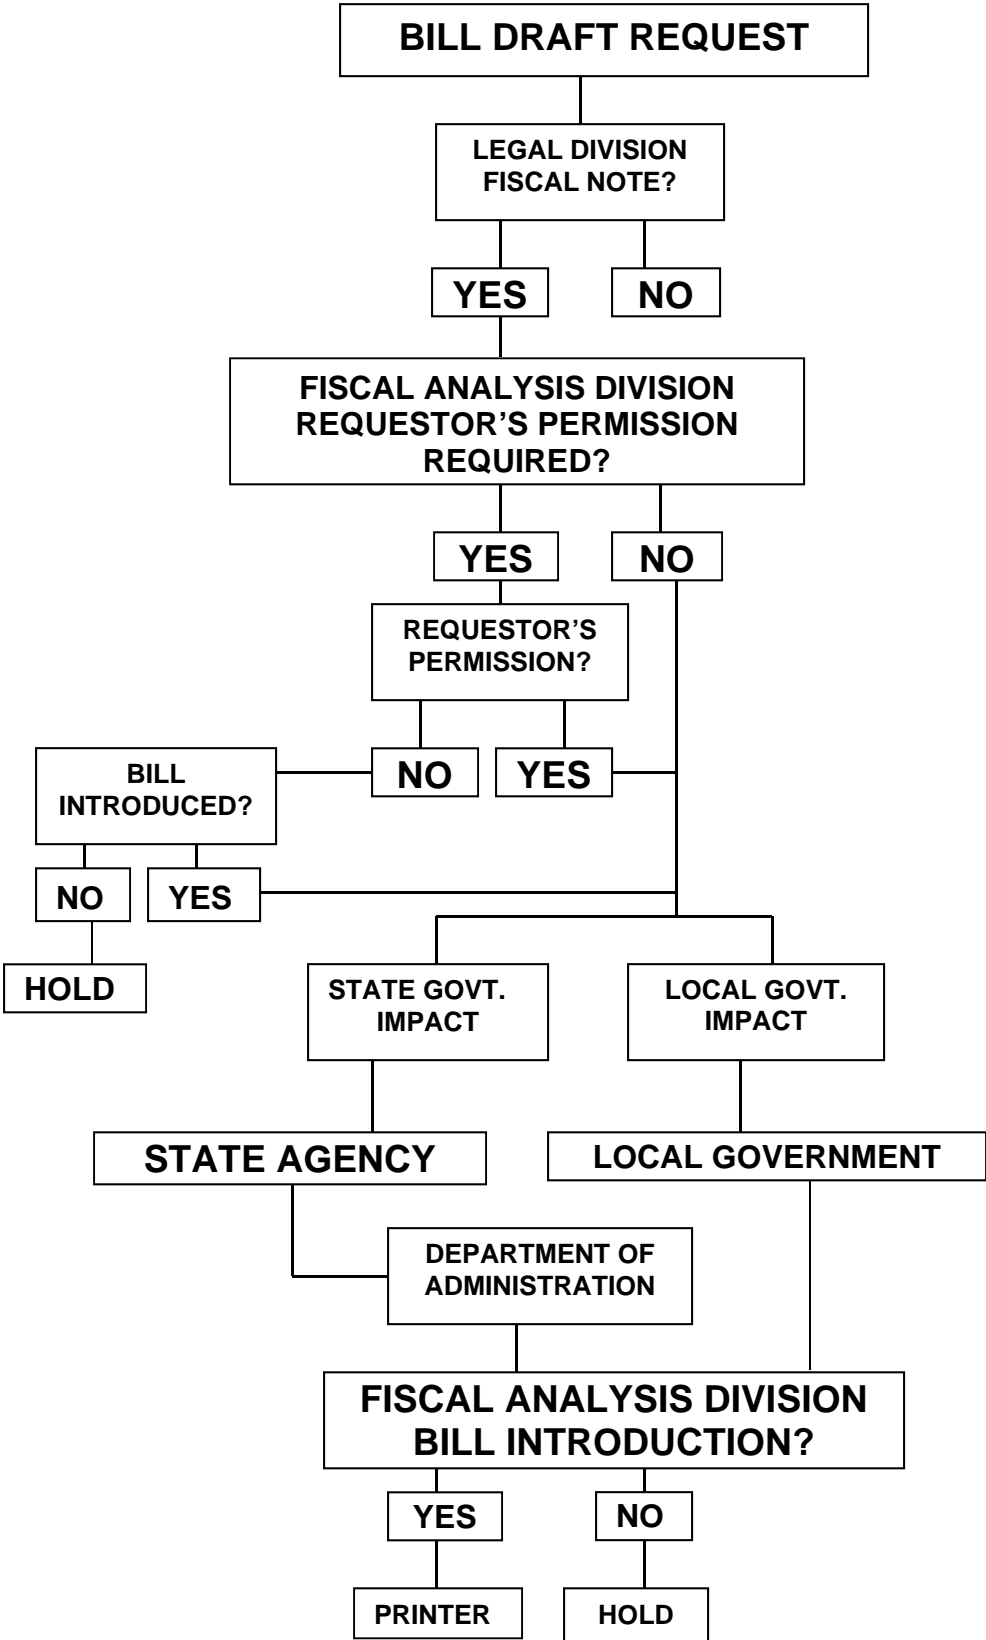 BILL DRAFT REQUEST
LEGAL DIVISION
FISCAL NOTE?
YES
NO
FISCAL ANALYSIS DIVISION
REQUESTOR’S PERMISSION
REQUIRED?
YES
NO
REQUESTOR’S
PERMISSION?
BILL
INTRODUCED?
NO
YES
NO
YES
HOLD
STATE GOVT.
IMPACT
LOCAL GOVT.
IMPACT
STATE AGENCY
LOCAL GOVERNMENT
DEPARTMENT OF
ADMINISTRATION
FISCAL ANALYSIS DIVISION
BILL INTRODUCTION?
YES
NO
PRINTER
HOLD